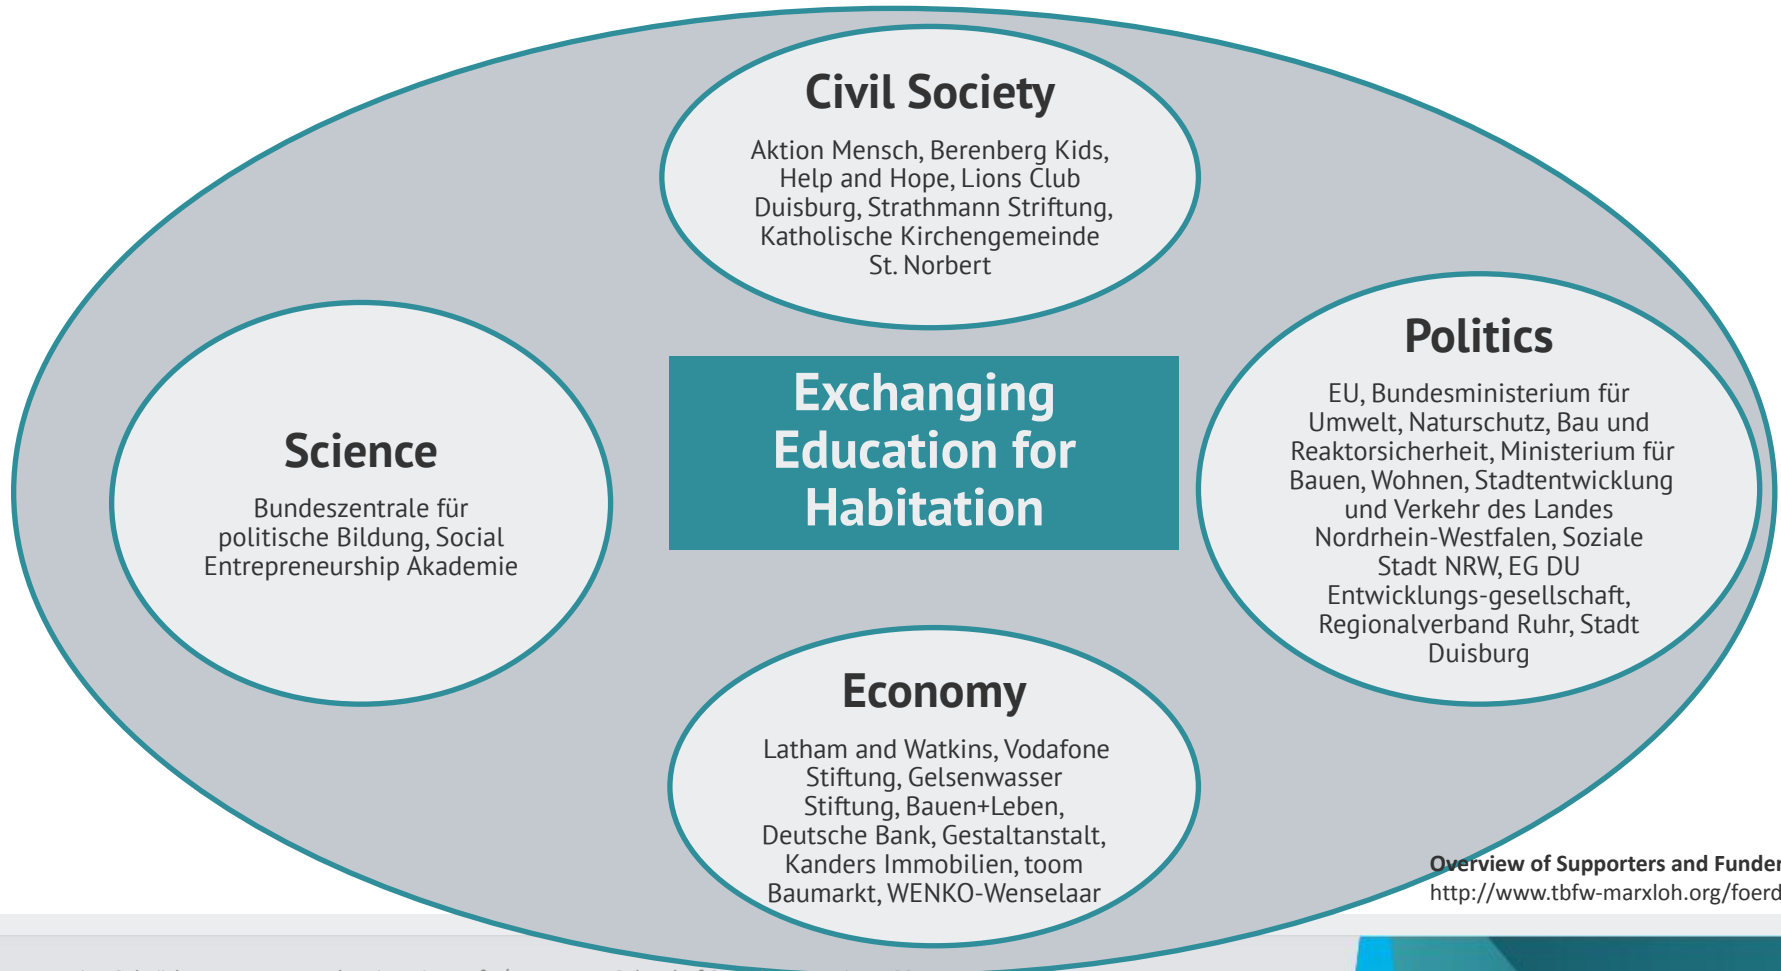 Civil Society
Aktion Mensch, Berenberg Kids,
Help and Hope, Lions Club
Duisburg, Strathmann Striftung,
Katholische Kirchengemeinde
St. Norbert
Science
Bundeszentrale für
politische Bildung, Social
Entrepreneurship Akademie
Exchanging
Education for
Habitation
Politics
EU, Bundesministerium für
Umwelt, Naturschutz, Bau und
Reaktorsicherheit, Ministerium für
Bauen, Wohnen, Stadtentwicklung
und Verkehr des Landes
Nordrhein-Westfalen, Soziale
Stadt NRW, EG DU
Entwicklungs-gesellschaft,
Regionalverband Ruhr, Stadt
Duisburg
Economy
Latham and Watkins, Vodafone
Stiftung, Gelsenwasser
Stiftung, Bauen+Leben,
Deutsche Bank, Gestaltanstalt,
Kanders Immobilien, toom
Baumarkt, WENKO-Wenselaar
Overview of Supporters and Funder
http://www.tbfw-marxloh.org/foerd